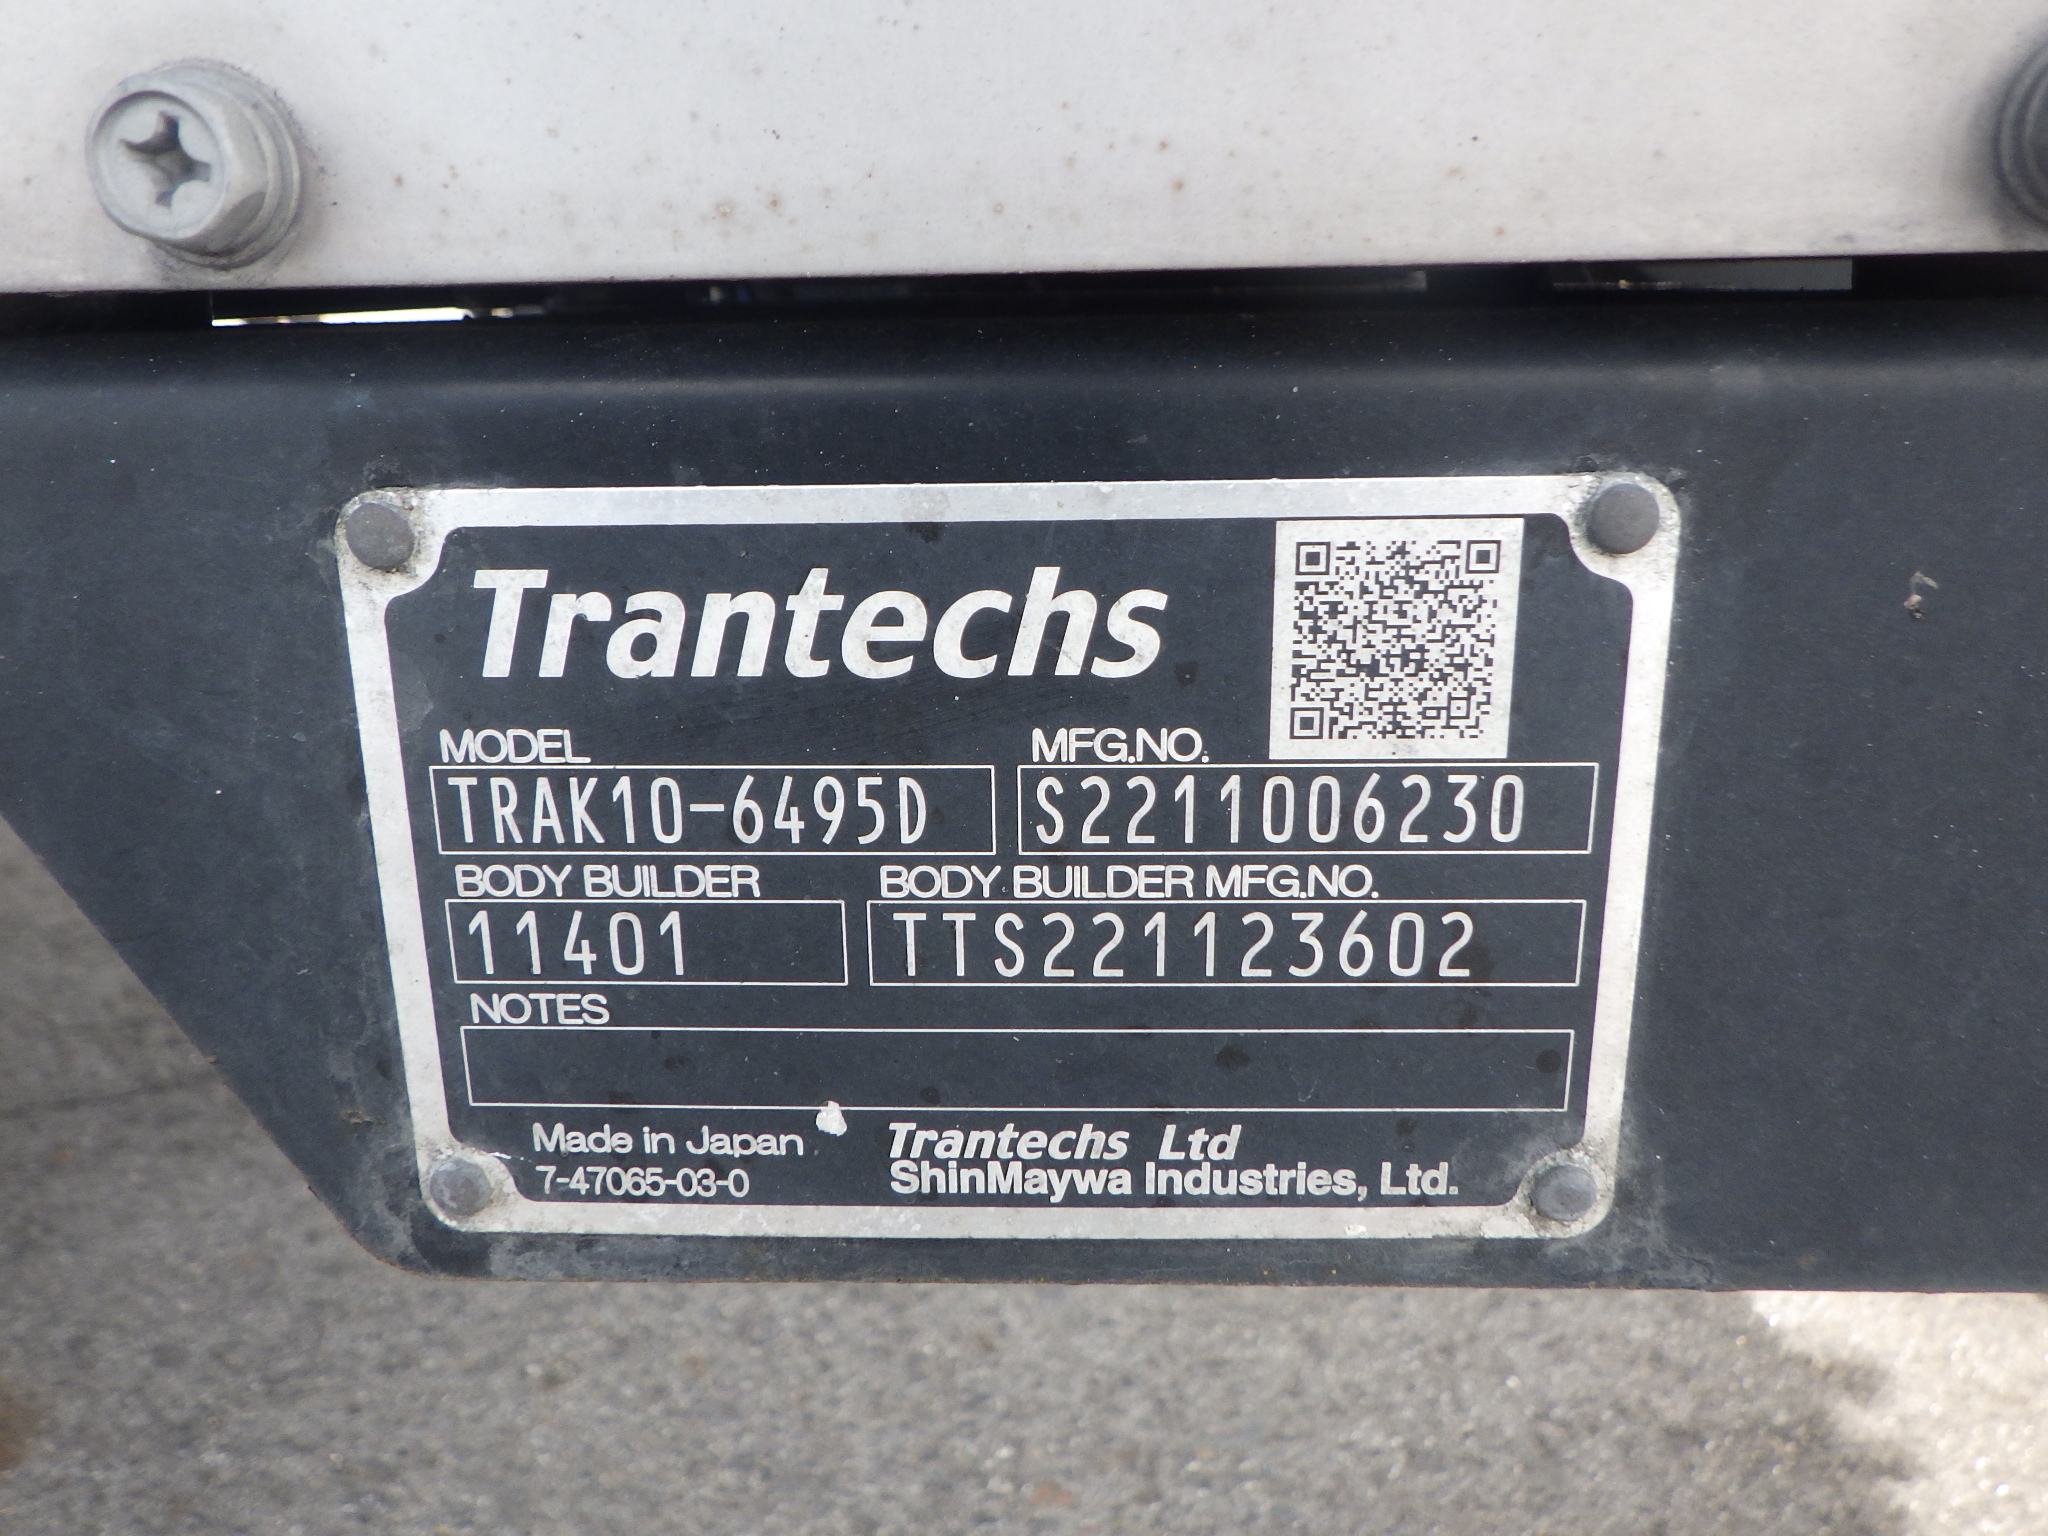 Trantechs
MODEL MFG.NO.
TRAK10-6495D S2211006230
BODY BUILDER BODY BUILDER MFG.NO.
11401 TTS221123602
NOTES
Made in Japan Trantechs Ltd
7-47065-03-0 ShinMaywa Industries, Ltd.